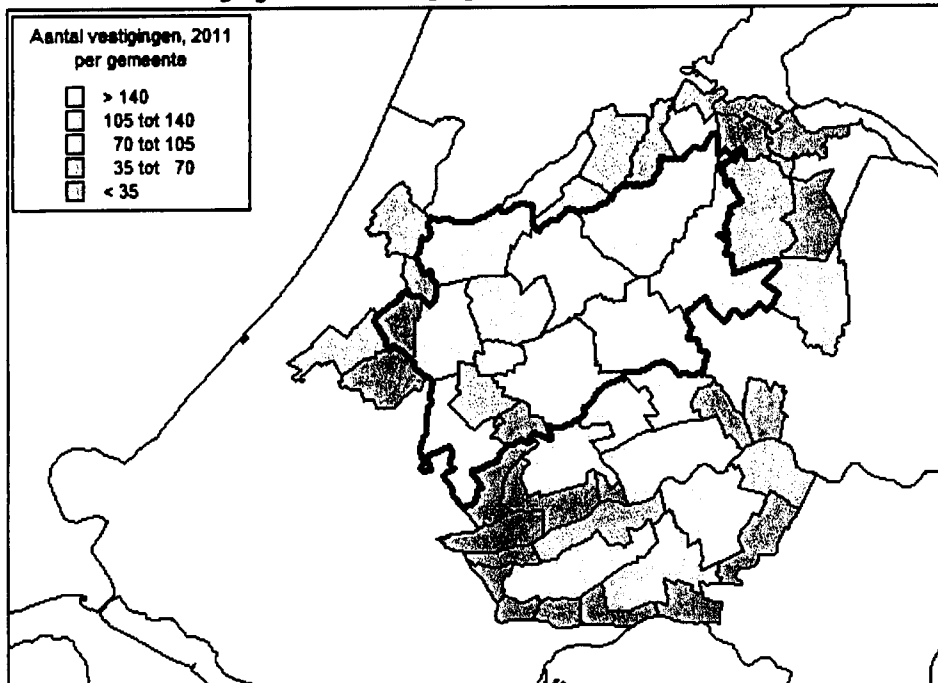 Aantal vestigingen, 2011
per gemeente
> 140
105 tot 140
70 tot 105
35 tot 70
< 35